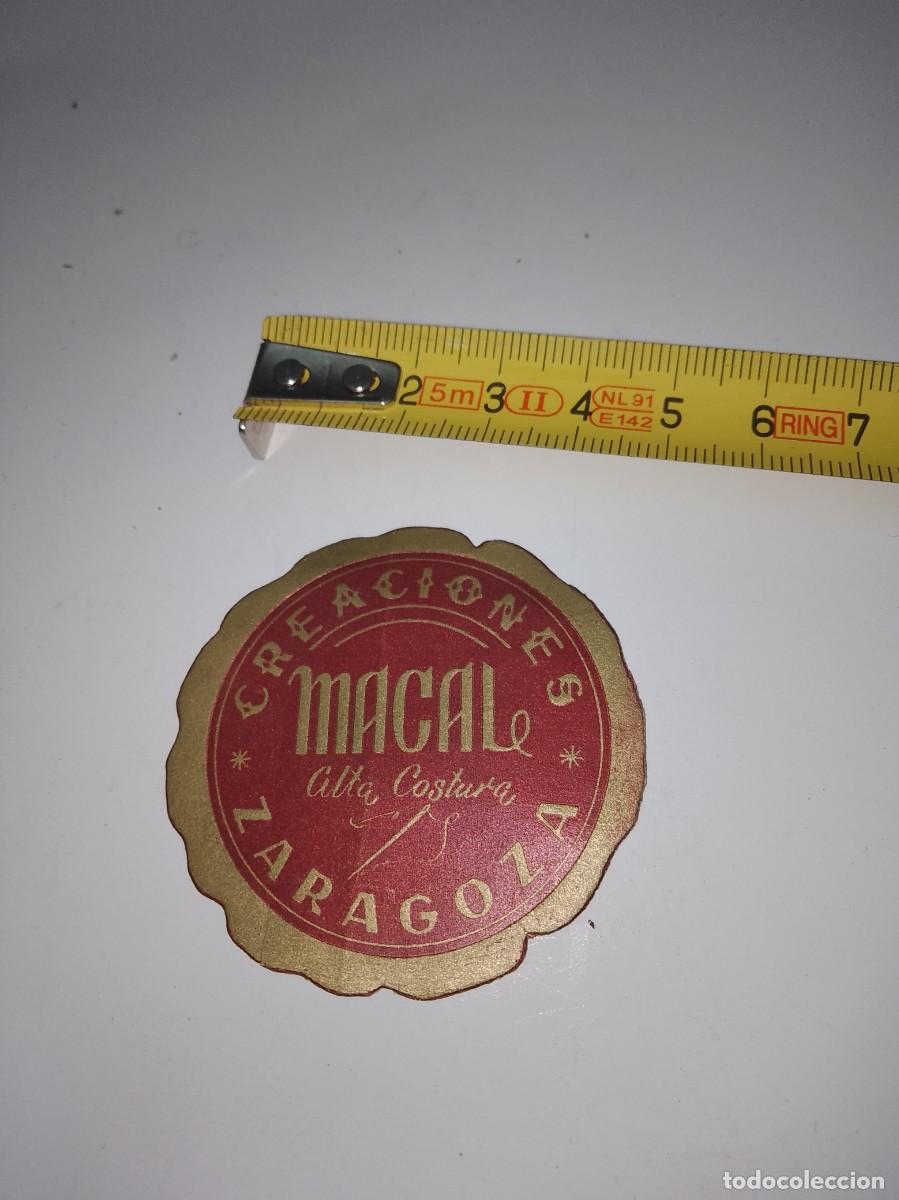 2 5m 3 II 4 NL 91 5 6 RING 7
E 142
CREACIONES
MACAL
Alta Costura
ZARAGOZA
todocoleccion